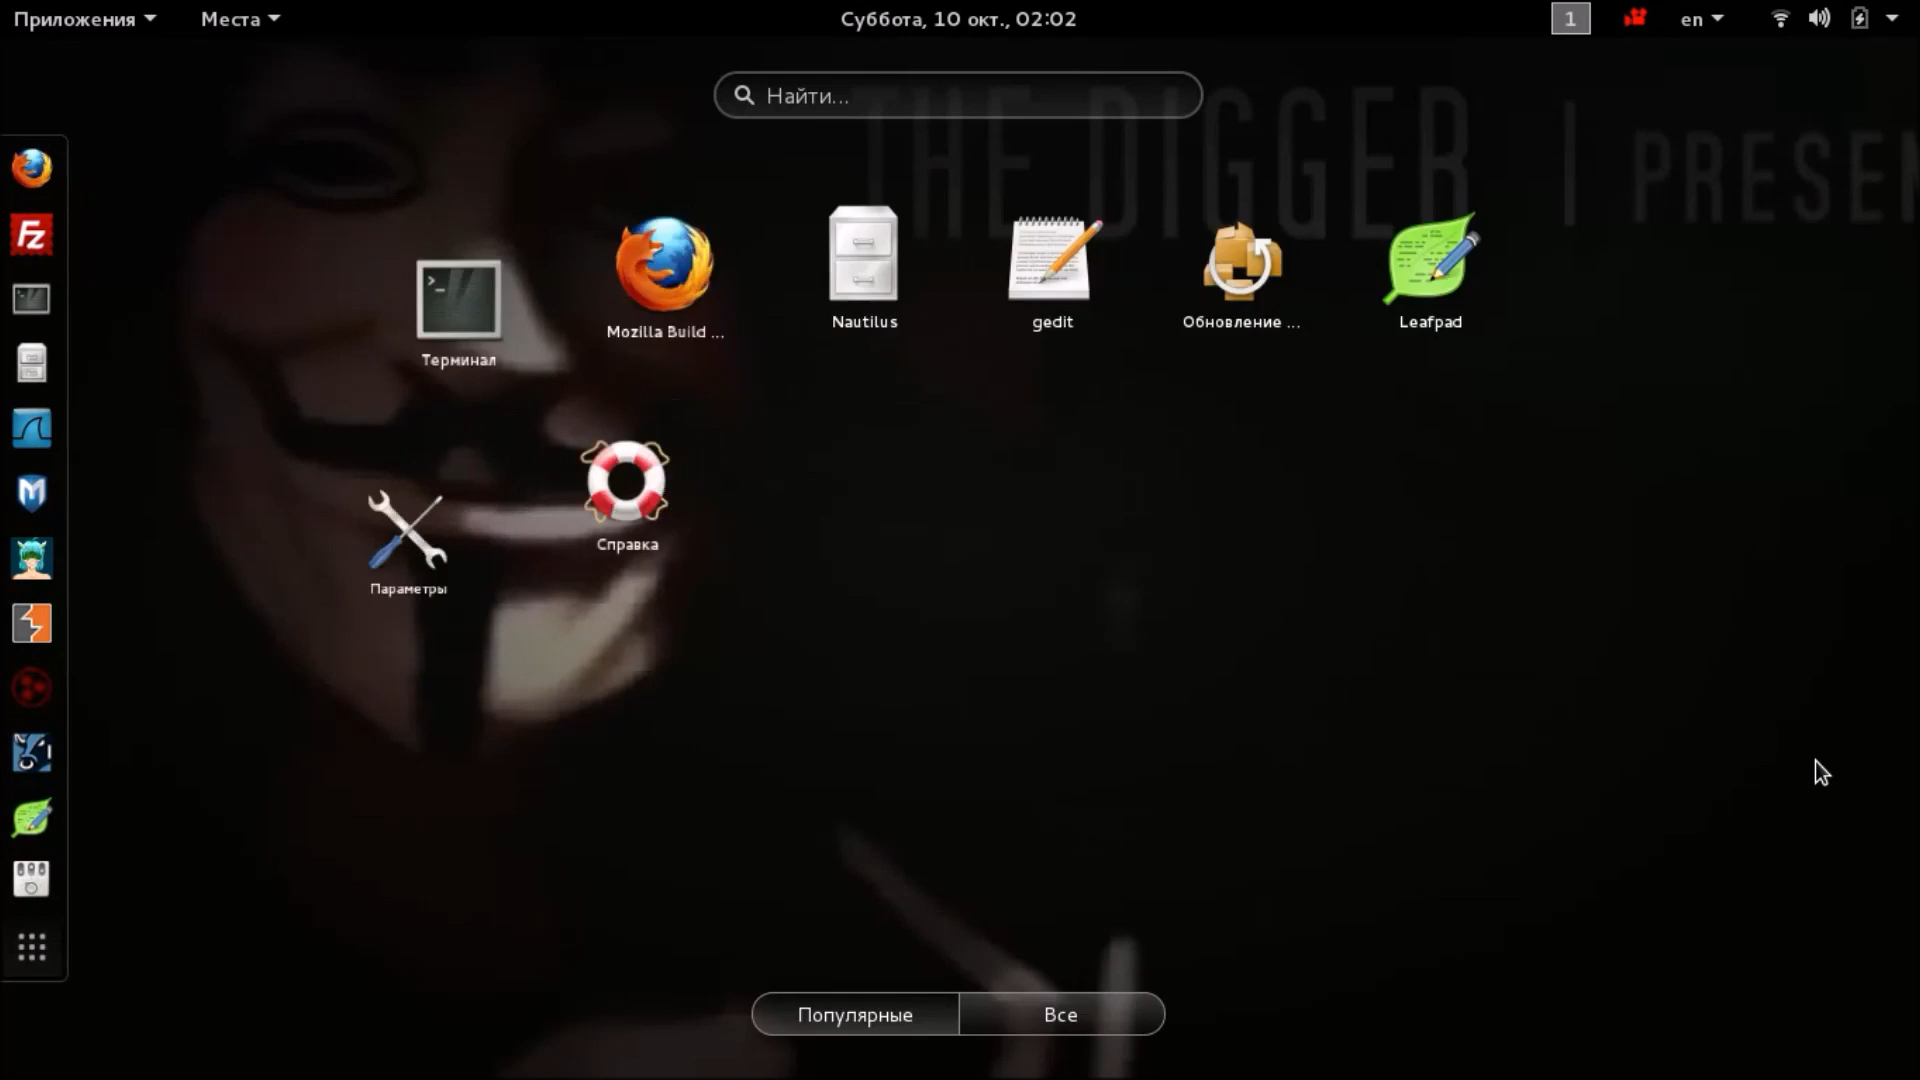 Приложения
Места
Суббота, 10 окт., 02:02
1
en
Найти...
THE DIGGER | PRESEN
Терминал
Mozilla Build ...
Nautilus
gedit
Обновление ...
Leafpad
Параметры
Справка
Популярные
Все